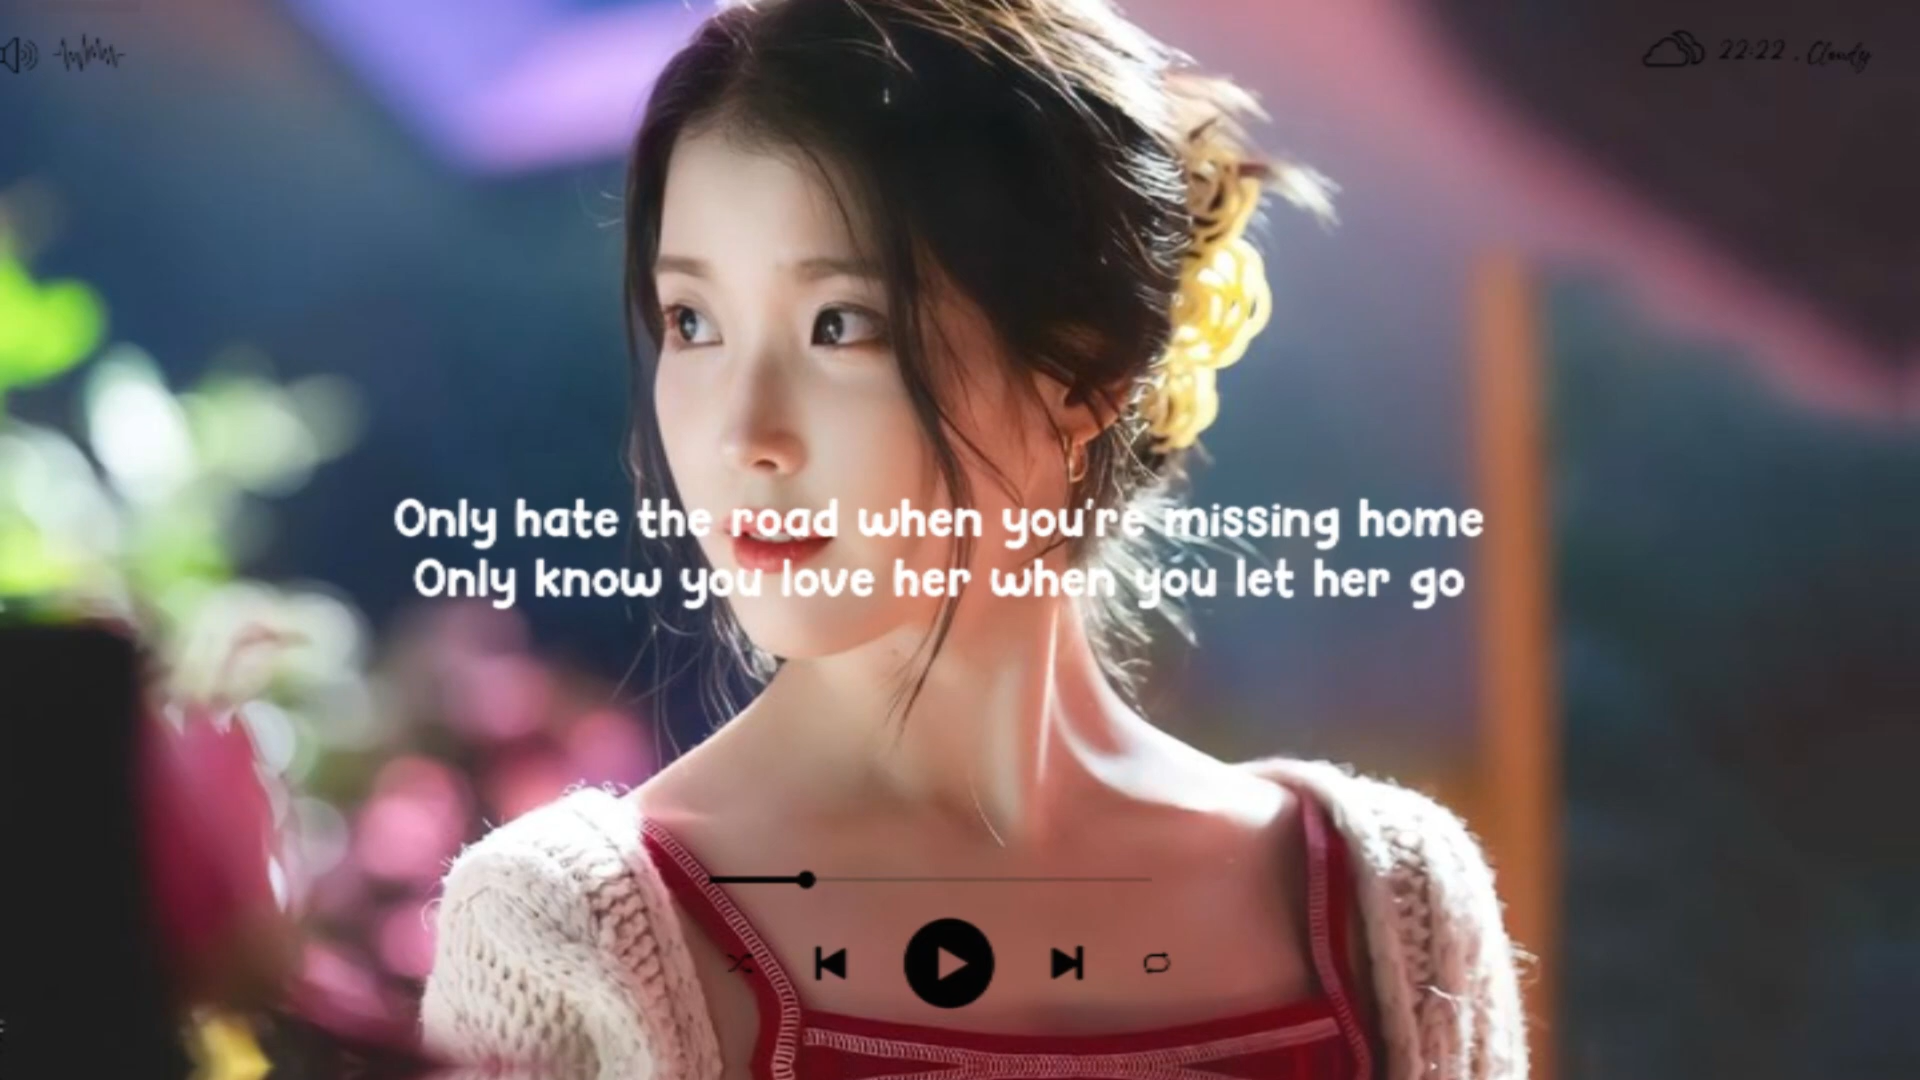 22:22 . Cloudy
Only hate the road when you're missing home
Only know you love her when you let her go